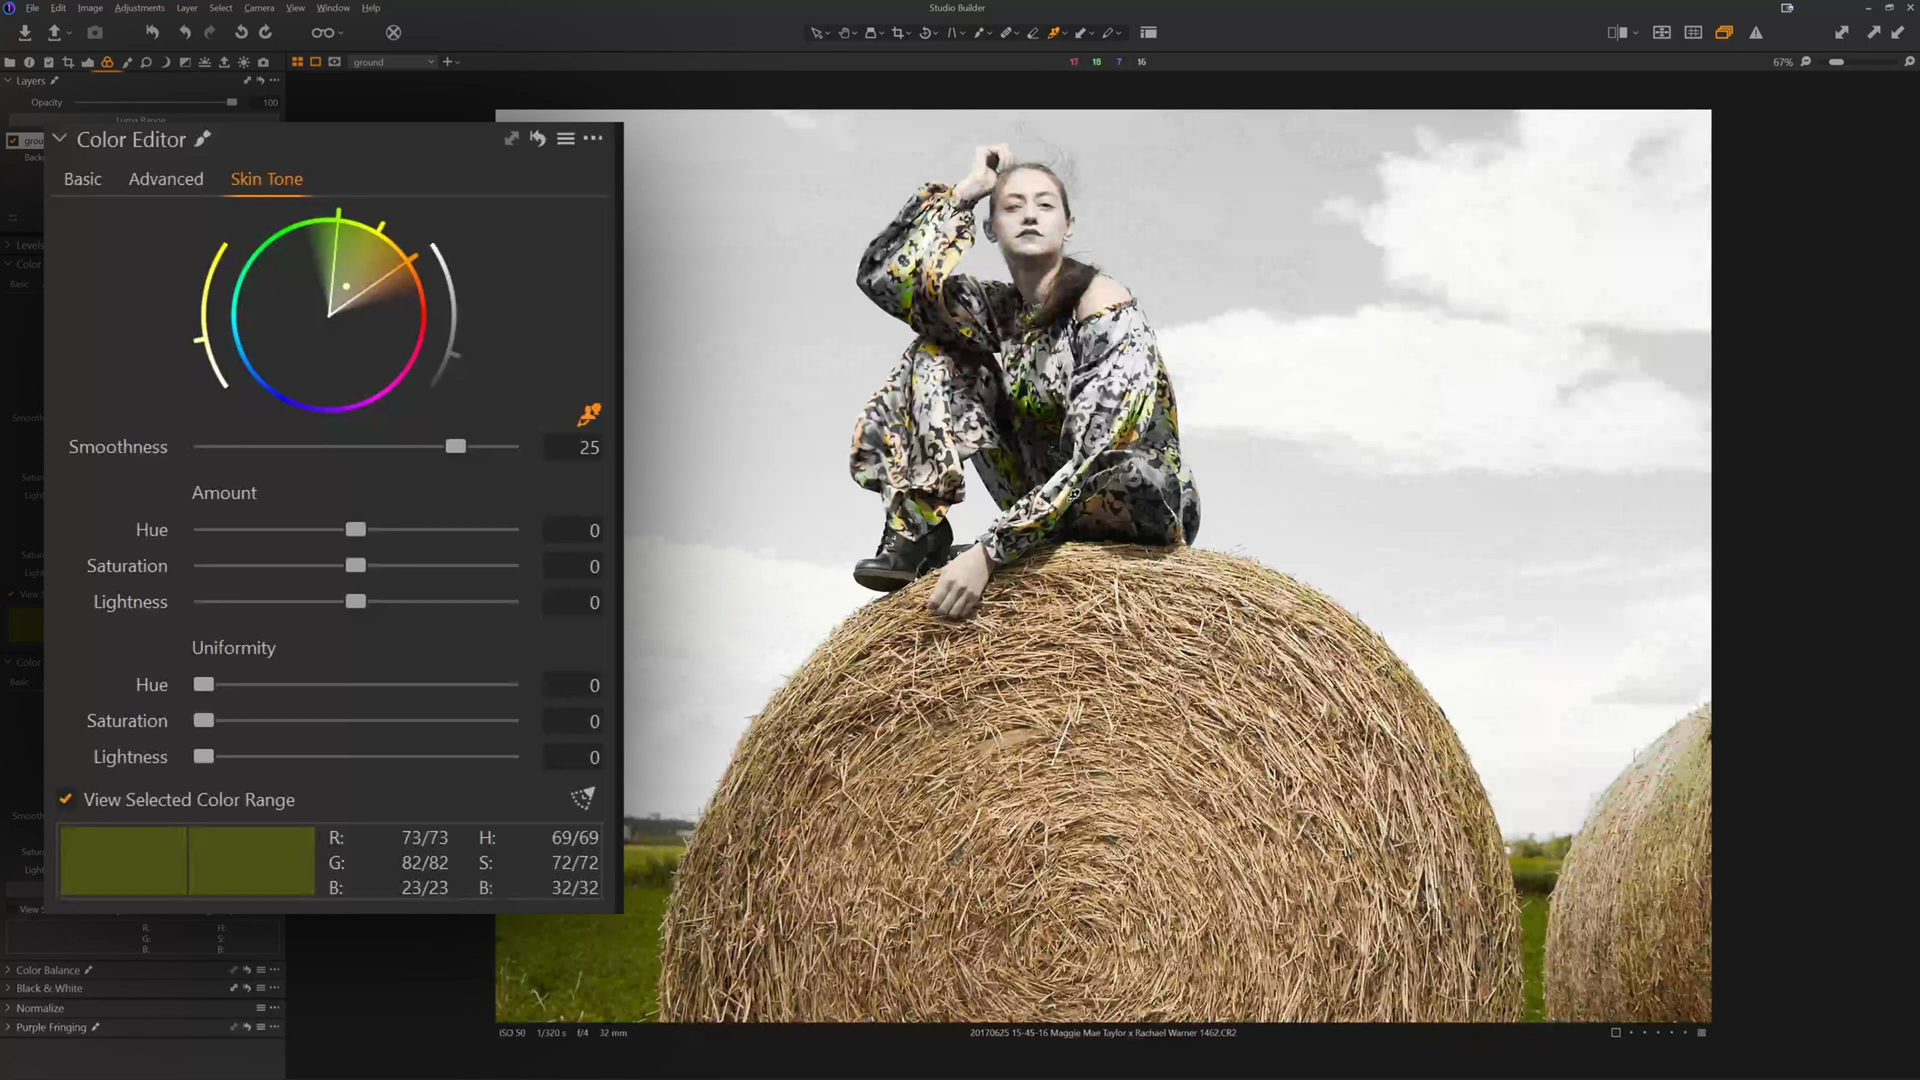 File Edit Image Adjustments Layer Select Camera View Window Help
Studio Builder
ground
17 18 7 16
67%
Layers
Opacity 100
Luma Range
Color Editor
Basic Advanced Skin Tone
Smoothness 25
Amount
Hue 0
Saturation 0
Lightness 0
Uniformity
Hue 0
Saturation 0
Lightness 0
View Selected Color Range
R: 73/73 H: 69/69
G: 82/82 S: 72/72
B: 23/23 B: 32/32
R: H:
G: S:
B: B:
Color Balance
Black & White
Normalize
Purple Fringing
ISO 50 1/320 s f/4 32 mm
20170625 15-45-16 Maggie Mae Taylor x Rachael Warner 1462.CR2